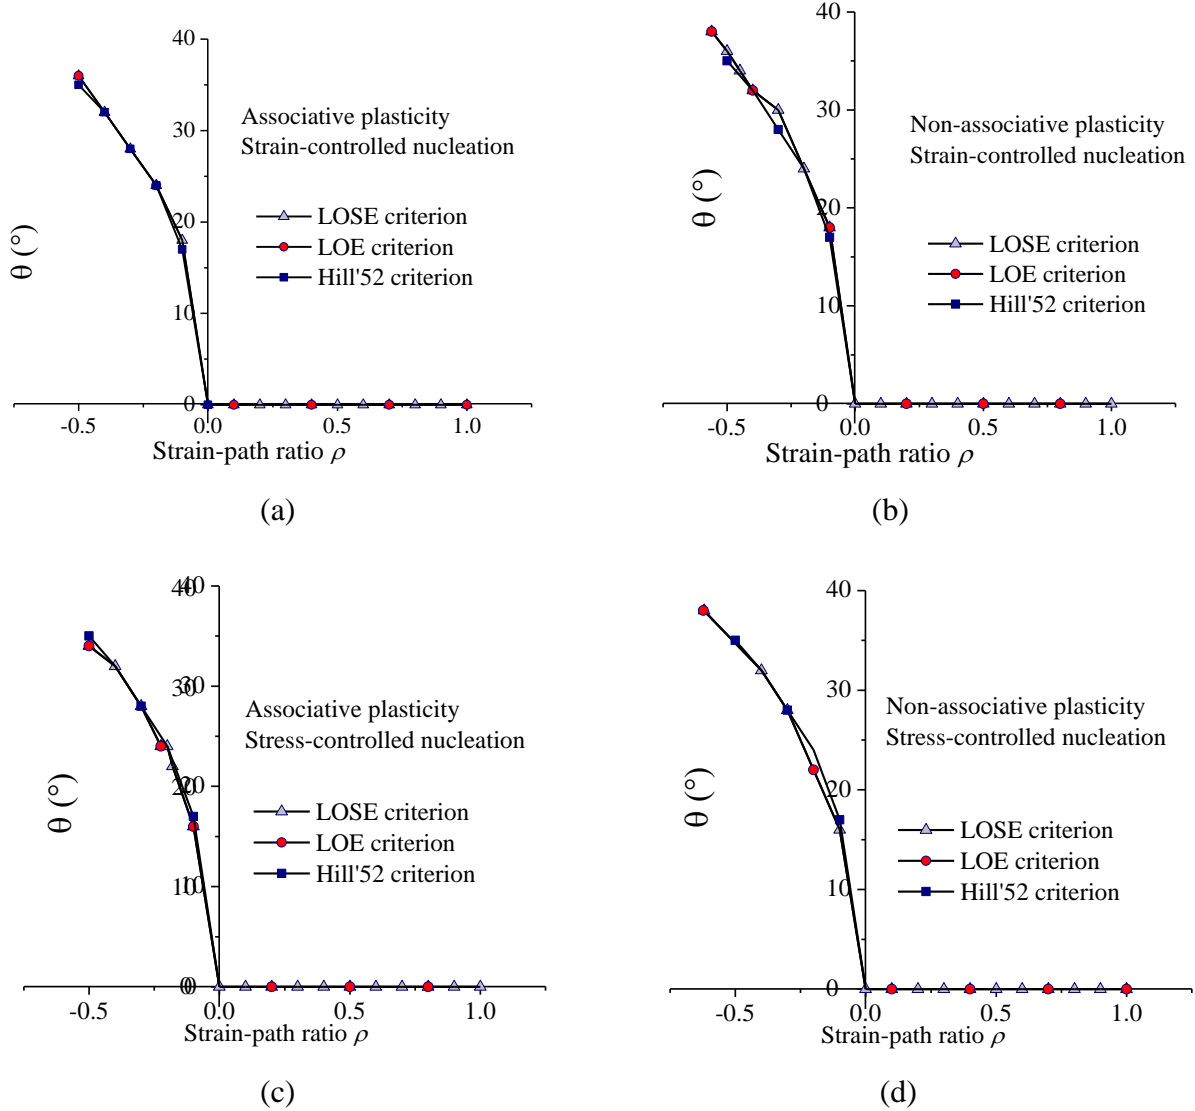 40
30
20
10
0
θ (°)
Associative plasticity
Strain-controlled nucleation
LOSE criterion
LOE criterion
Hill'52 criterion
-0.5 0.0 0.5 1.0
Strain-path ratio ρ
(a)
40
30
20
10
0
θ (°)
Non-associative plasticity
Strain-controlled nucleation
LOSE criterion
LOE criterion
Hill'52 criterion
-0.5 0.0 0.5 1.0
Strain-path ratio ρ
(b)
40
30
20
10
0
θ (°)
Associative plasticity
Stress-controlled nucleation
LOSE criterion
LOE criterion
Hill'52 criterion
-0.5 0.0 0.5 1.0
Strain-path ratio ρ
(c)
40
30
20
10
0
θ (°)
Non-associative plasticity
Stress-controlled nucleation
LOSE criterion
LOE criterion
Hill'52 criterion
-0.5 0.0 0.5 1.0
Strain-path ratio ρ
(d)